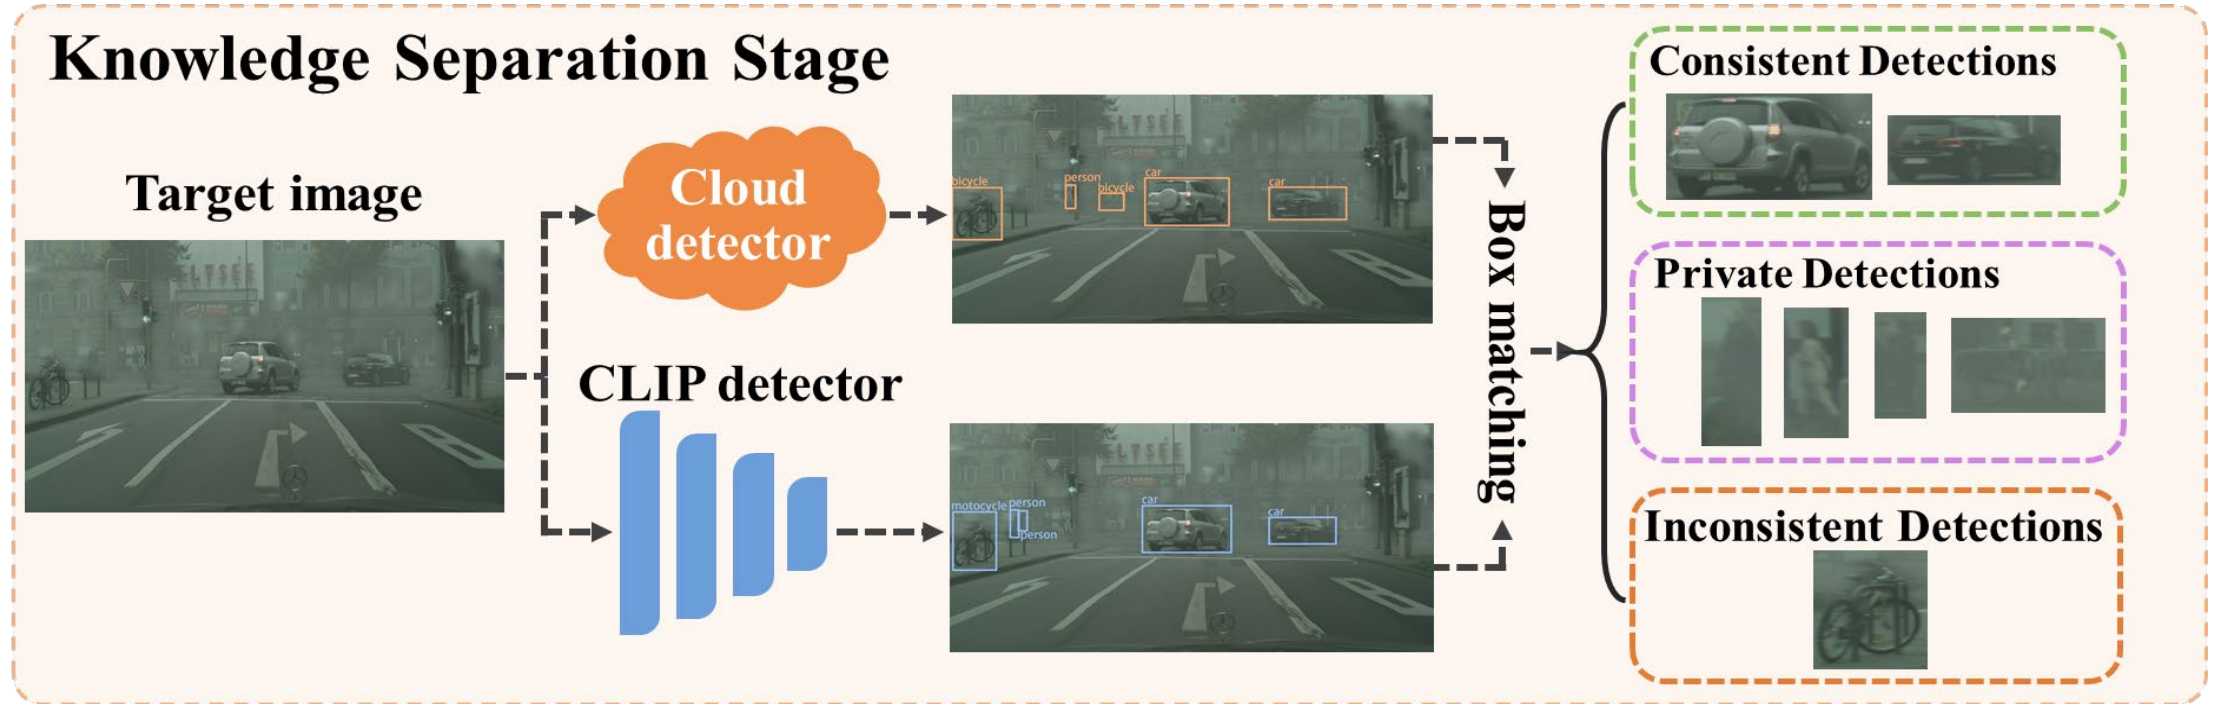 Knowledge Separation Stage
Target image
Cloud
detector
CLIP detector
bicycle
person
bicycle
car
car
motocycle
person
person
car
car
Box matching
Consistent Detections
Private Detections
Inconsistent Detections